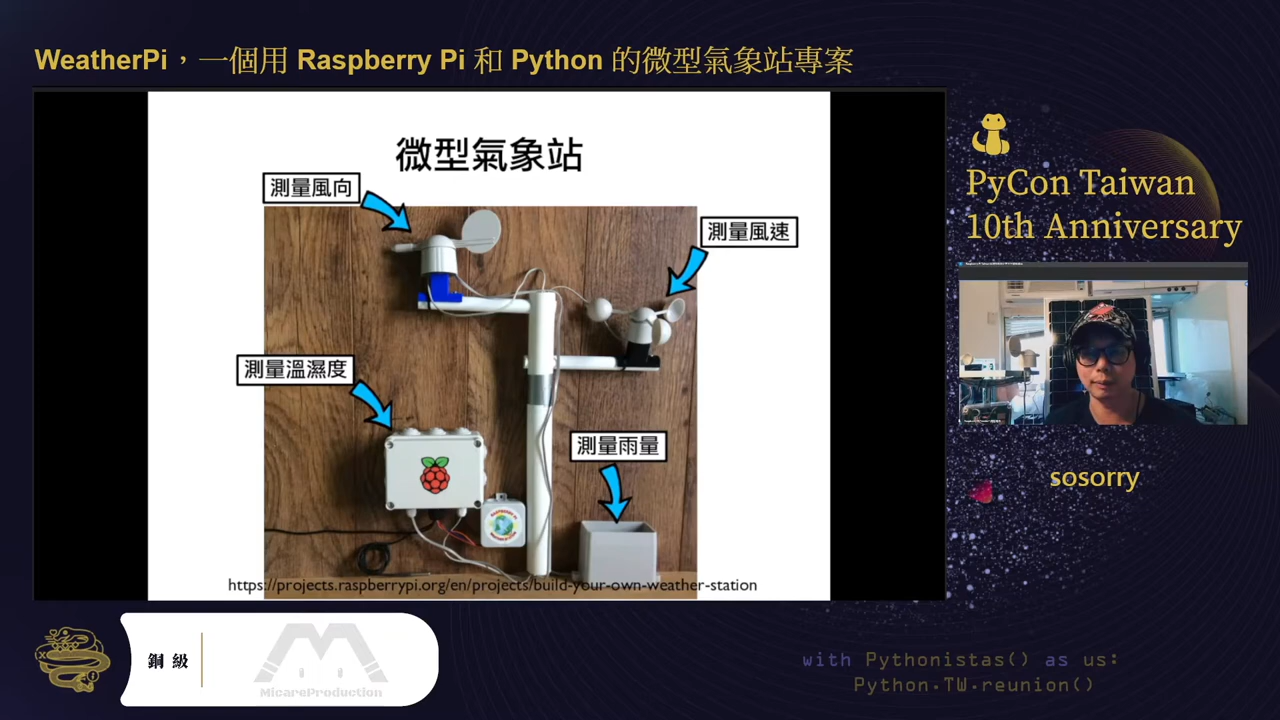 WeatherPi，一個用 Raspberry Pi 和 Python 的微型氣象站專案
微型氣象站
測量風向
測量風速
測量溫濕度
測量雨量
https://projects.raspberrypi.org/en/projects/build-your-own-weather-station
PyCon Taiwan
10th Anniversary
sosorry
銅級
MicareProduction
with Pythonistas() as us:
Python.TW.reunion()